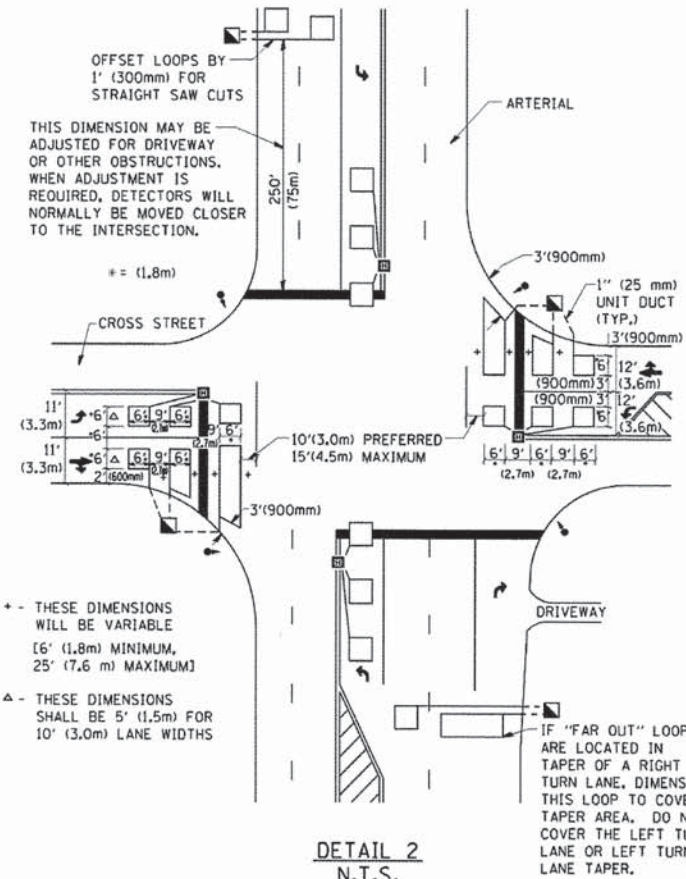 OFFSET LOOPS BY
1' (300mm) FOR
STRAIGHT SAW CUTS
THIS DIMENSION MAY BE
ADJUSTED FOR DRIVEWAY
OR OTHER OBSTRUCTIONS.
WHEN ADJUSTMENT IS
REQUIRED, DETECTORS WILL
NORMALLY BE MOVED CLOSER
TO THE INTERSECTION.
250'
(75m)
* = (1.8m)
ARTERIAL
3'(900mm)
1" (25 mm)
UNIT DUCT
(TYP.)
3'(900mm)
CROSS STREET
*6'
12'
(3.6m)
(900mm) 3'
(900mm) 3'
12'
*6'
(3.6m)
6' 9' 6' 9' 6'
(2.7m) (2.7m)
11'
(3.3m)
*6'
*6'
6' 9' 6'
9' 6'
(2.7m)
11'
(3.3m)
*6'
2' (600mm)
6' 9' 6'
10'(3.0m) PREFERRED
15'(4.5m) MAXIMUM
3'(900mm)
+ - THESE DIMENSIONS
WILL BE VARIABLE
[6' (1.8m) MINIMUM,
25' (7.6 m) MAXIMUM]
△ - THESE DIMENSIONS
SHALL BE 5' (1.5m) FOR
10' (3.0m) LANE WIDTHS
DRIVEWAY
IF "FAR OUT" LOOP
ARE LOCATED IN
TAPER OF A RIGHT
TURN LANE, DIMENS
THIS LOOP TO COVE
TAPER AREA. DO N
COVER THE LEFT TU
LANE OR LEFT TURN
LANE TAPER.
DETAIL 2
N.T.S.